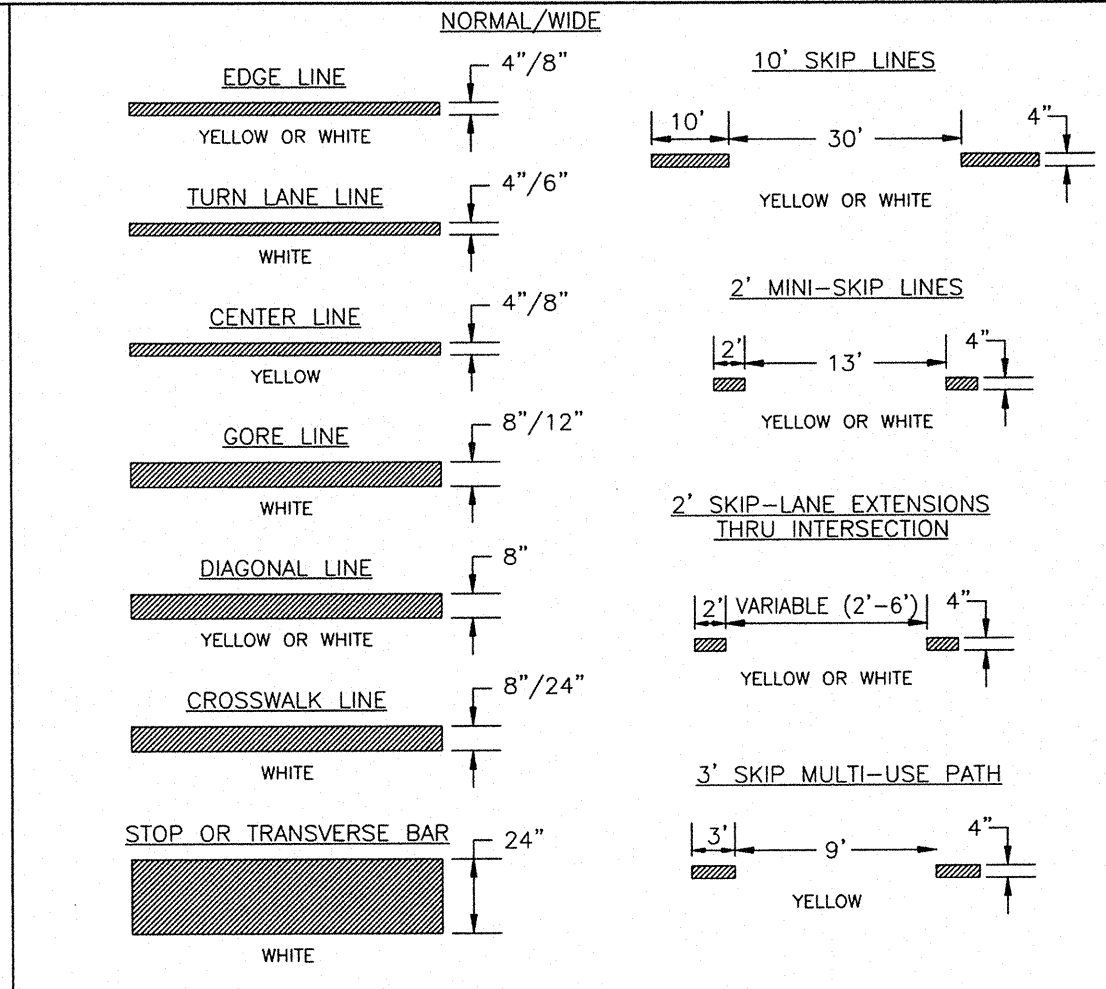 NORMAL/WIDE
EDGE LINE
4"/8"
YELLOW OR WHITE
TURN LANE LINE
4"/6"
WHITE
CENTER LINE
4"/8"
YELLOW
GORE LINE
8"/12"
WHITE
DIAGONAL LINE
8"
YELLOW OR WHITE
CROSSWALK LINE
8"/24"
WHITE
STOP OR TRANSVERSE BAR
24"
WHITE
10' SKIP LINES
10'
30'
4"
YELLOW OR WHITE
2' MINI-SKIP LINES
2'
13'
4"
YELLOW OR WHITE
2' SKIP-LANE EXTENSIONS
THRU INTERSECTION
2'
VARIABLE (2'-6')
4"
YELLOW OR WHITE
3' SKIP MULTI-USE PATH
3'
9'
4"
YELLOW